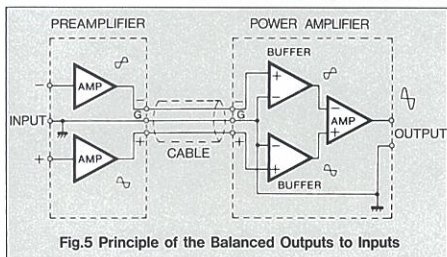 PREAMPLIFIER
POWER AMPLIFIER
BUFFER
−
AMP
−
−
+
−
−
G
G
AMP
INPUT
+
OUTPUT
+
AMP
+
+
−
+
CABLE
BUFFER
Fig.5 Principle of the Balanced Outputs to Inputs